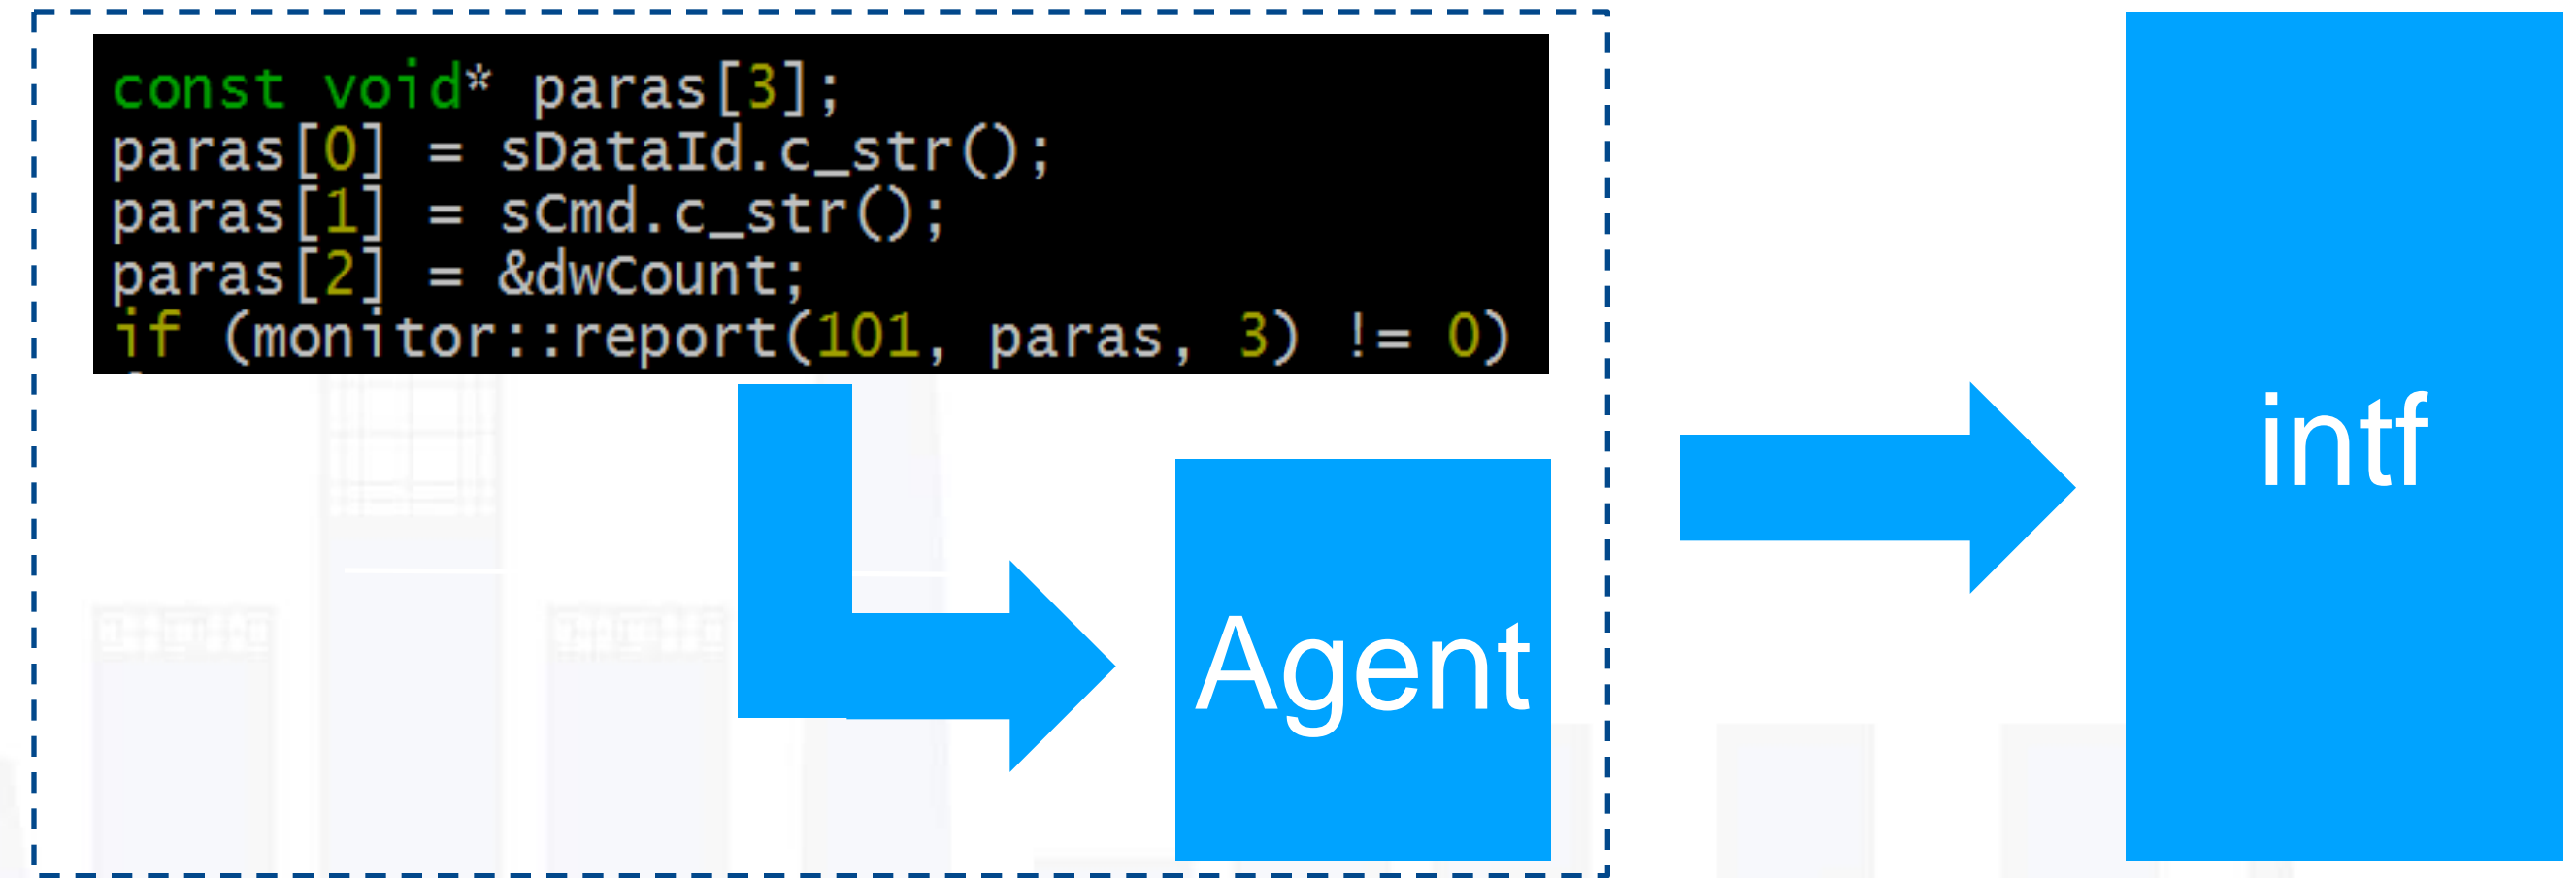 const void* paras[3];
paras[0] = sDataId.c_str();
paras[1] = sCmd.c_str();
paras[2] = &dwCount;
if (monitor::report(101, paras, 3) != 0)
Agent
intf